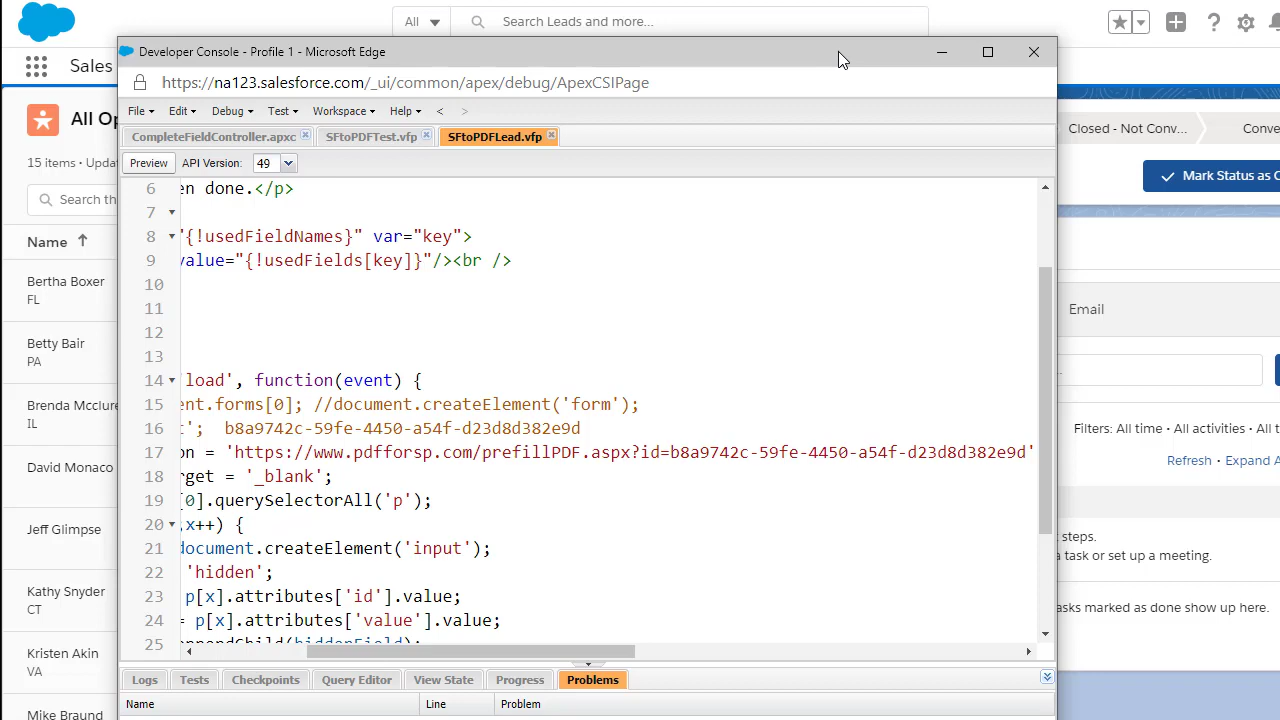 All
Search Leads and more...
Developer Console - Profile 1 - Microsoft Edge
Sales
https://na123.salesforce.com/_ui/common/apex/debug/ApexCSIPage
File Edit Debug Test Workspace Help < >
CompleteFieldController.apxc SFtoPDFTest.vfp SFtoPDFLead.vfp
All Op
Closed - Not Conv...
Conve
Preview API Version: 49
15 items • Updat
Mark Status as C
6 en done.</p>
Search th
7
8 "{!usedFieldNames}" var="key">
Name
9 value="{!usedFields[key]}"/><br />
Bertha Boxer
FL
10
11
Email
12
Betty Bair
PA
13
14 'load', function(event) {
Brenda Mcclure
IL
15 ent.forms[0]; //document.createElement('form');
16 t'; b8a9742c-59fe-4450-a54f-d23d8d382e9d
Filters: All time • All activities • All t
17 on = 'https://www.pdfforsp.com/prefillPDF.aspx?id=b8a9742c-59fe-4450-a54f-d23d8d382e9d'
Refresh • Expand A
David Monaco
18 rget = '_blank';
19 [0].querySelectorAll('p');
20 ;x++) {
Jeff Glimpse
steps.
21 document.createElement('input');
a task or set up a meeting.
22 'hidden';
Kathy Snyder
CT
23 p[x].attributes['id'].value;
asks marked as done show up here.
24 = p[x].attributes['value'].value;
25 appendChild(hiddenField);
Kristen Akin
VA
Logs Tests Checkpoints Query Editor View State Progress Problems
Name Line Problem
Mike Braund